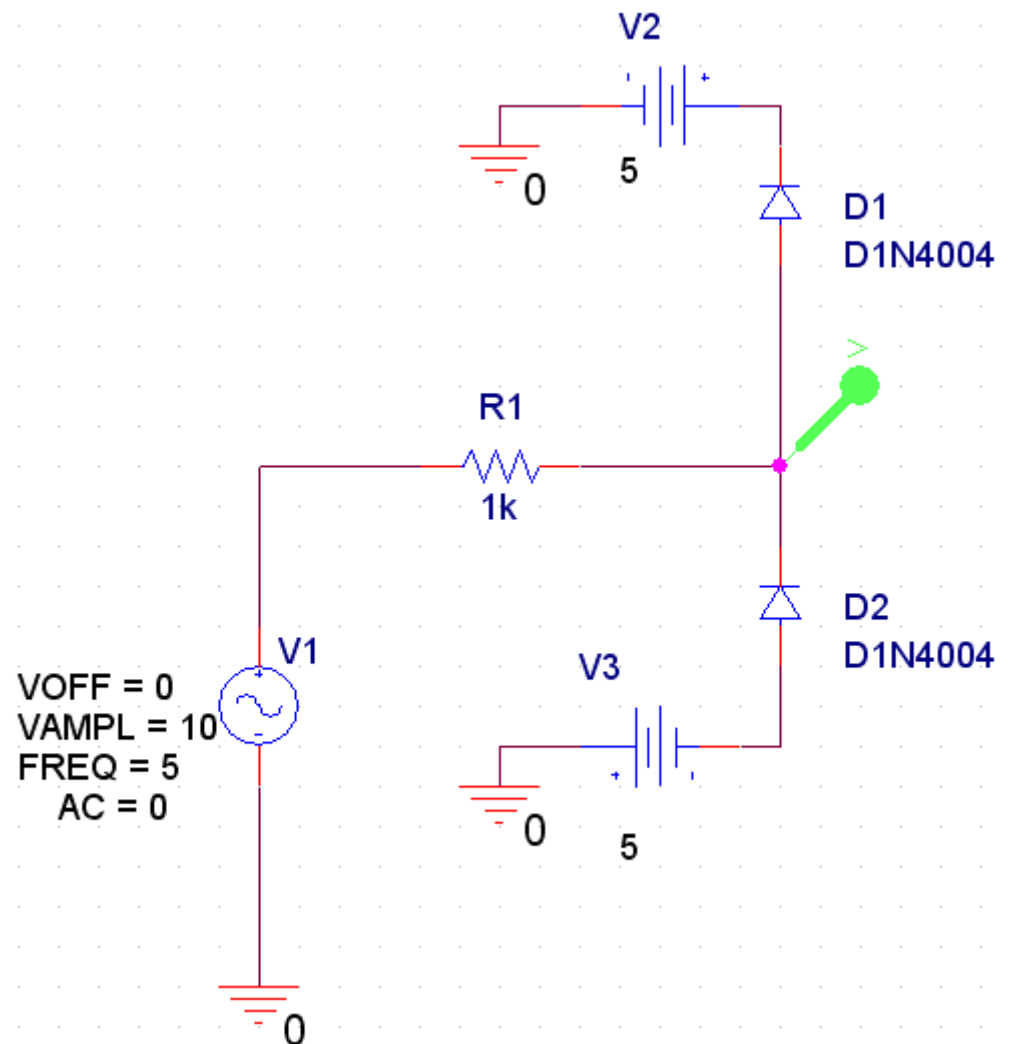 V2
- +
5
0
D1
D1N4004
V
R1
1k
V1
+
-
VOFF = 0
VAMPL = 10
FREQ = 5
AC = 0
D2
D1N4004
V3
+ -
0
5
0